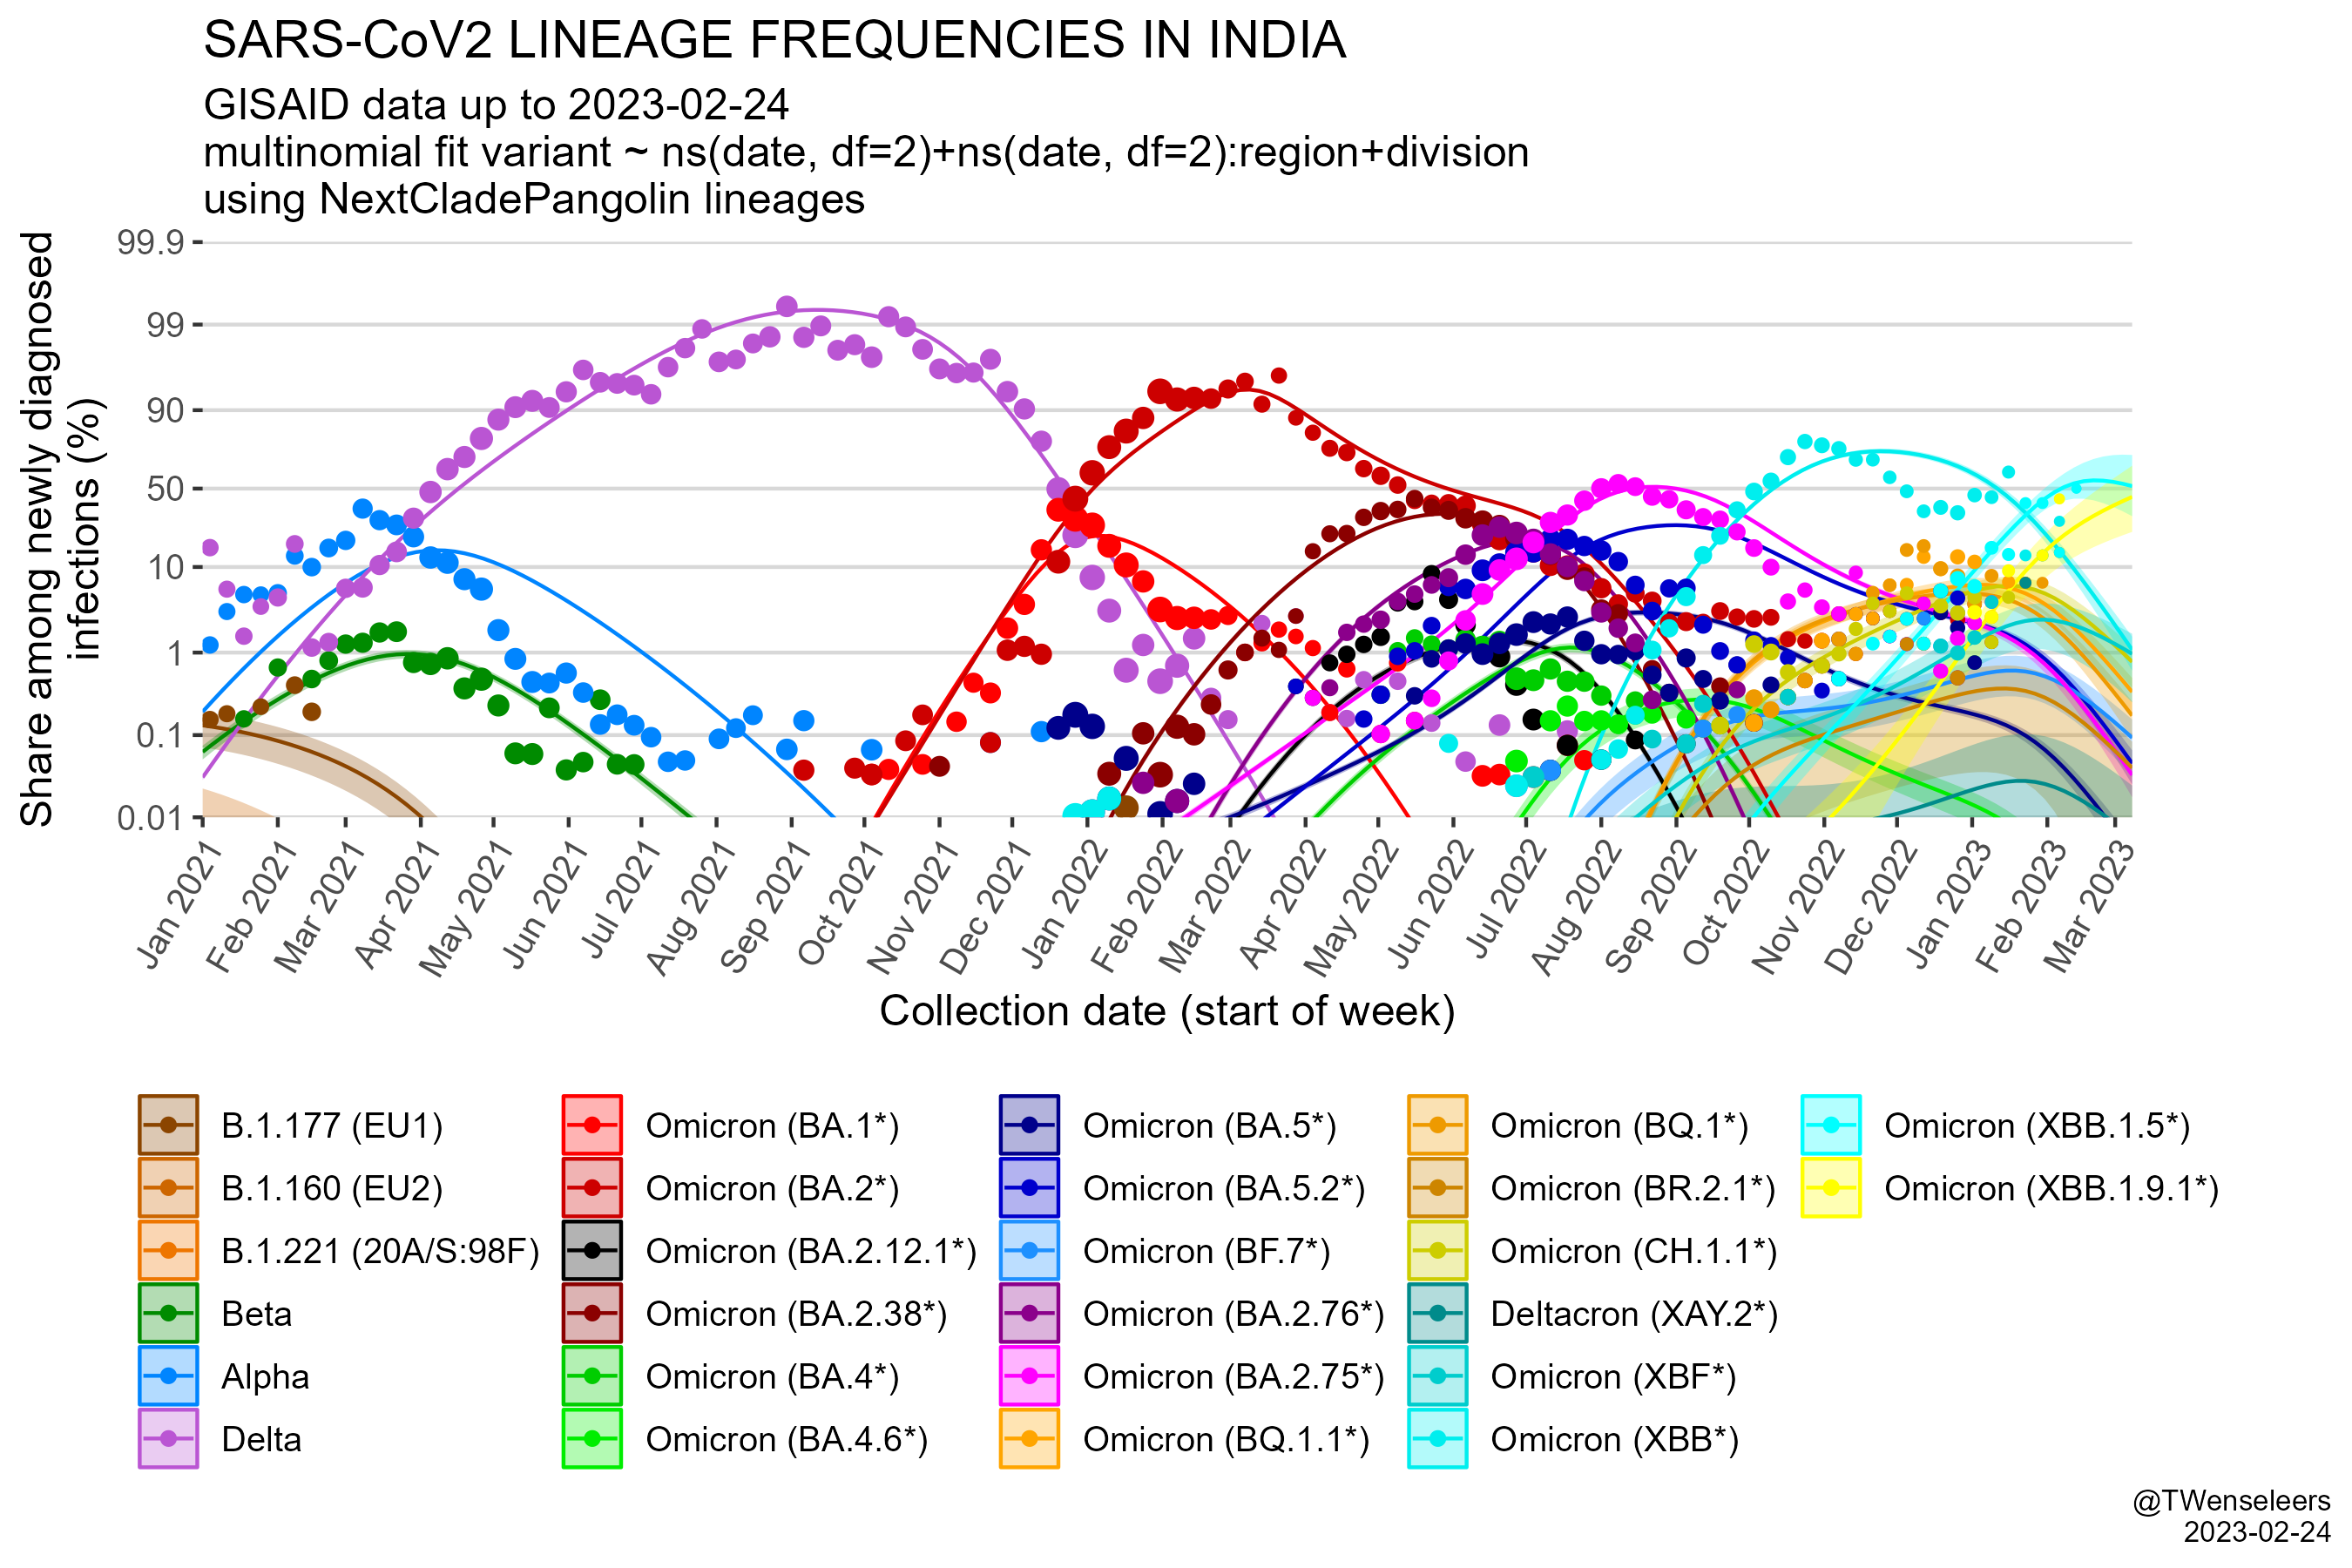 SARS-CoV2 LINEAGE FREQUENCIES IN INDIA
GISAID data up to 2023-02-24
multinomial fit variant ~ ns(date, df=2)+ns(date, df=2):region+division
using NextCladePangolin lineages
Share among newly diagnosed
infections (%)
99.9
99
90
50
10
1
0.1
0.01
Jan 2021
Feb 2021
Mar 2021
Apr 2021
May 2021
Jun 2021
Jul 2021
Aug 2021
Sep 2021
Oct 2021
Nov 2021
Dec 2021
Jan 2022
Feb 2022
Mar 2022
Apr 2022
May 2022
Jun 2022
Jul 2022
Aug 2022
Sep 2022
Oct 2022
Nov 2022
Dec 2022
Jan 2023
Feb 2023
Mar 2023
Collection date (start of week)
B.1.177 (EU1)
B.1.160 (EU2)
B.1.221 (20A/S:98F)
Beta
Alpha
Delta
Omicron (BA.1*)
Omicron (BA.2*)
Omicron (BA.2.12.1*)
Omicron (BA.2.38*)
Omicron (BA.4*)
Omicron (BA.4.6*)
Omicron (BA.5*)
Omicron (BA.5.2*)
Omicron (BF.7*)
Omicron (BA.2.76*)
Omicron (BA.2.75*)
Omicron (BQ.1.1*)
Omicron (BQ.1*)
Omicron (BR.2.1*)
Omicron (CH.1.1*)
Deltacron (XAY.2*)
Omicron (XBF*)
Omicron (XBB*)
Omicron (XBB.1.5*)
Omicron (XBB.1.9.1*)
@TWenseleers
2023-02-24